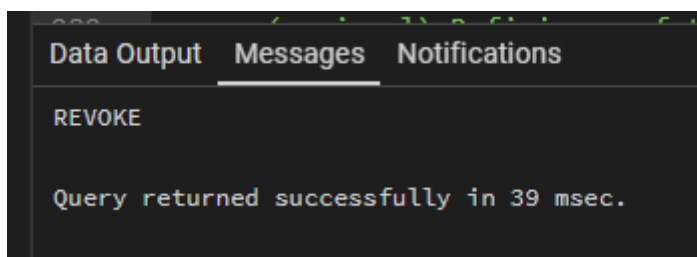 Data Output Messages Notifications
REVOKE
Query returned successfully in 39 msec.